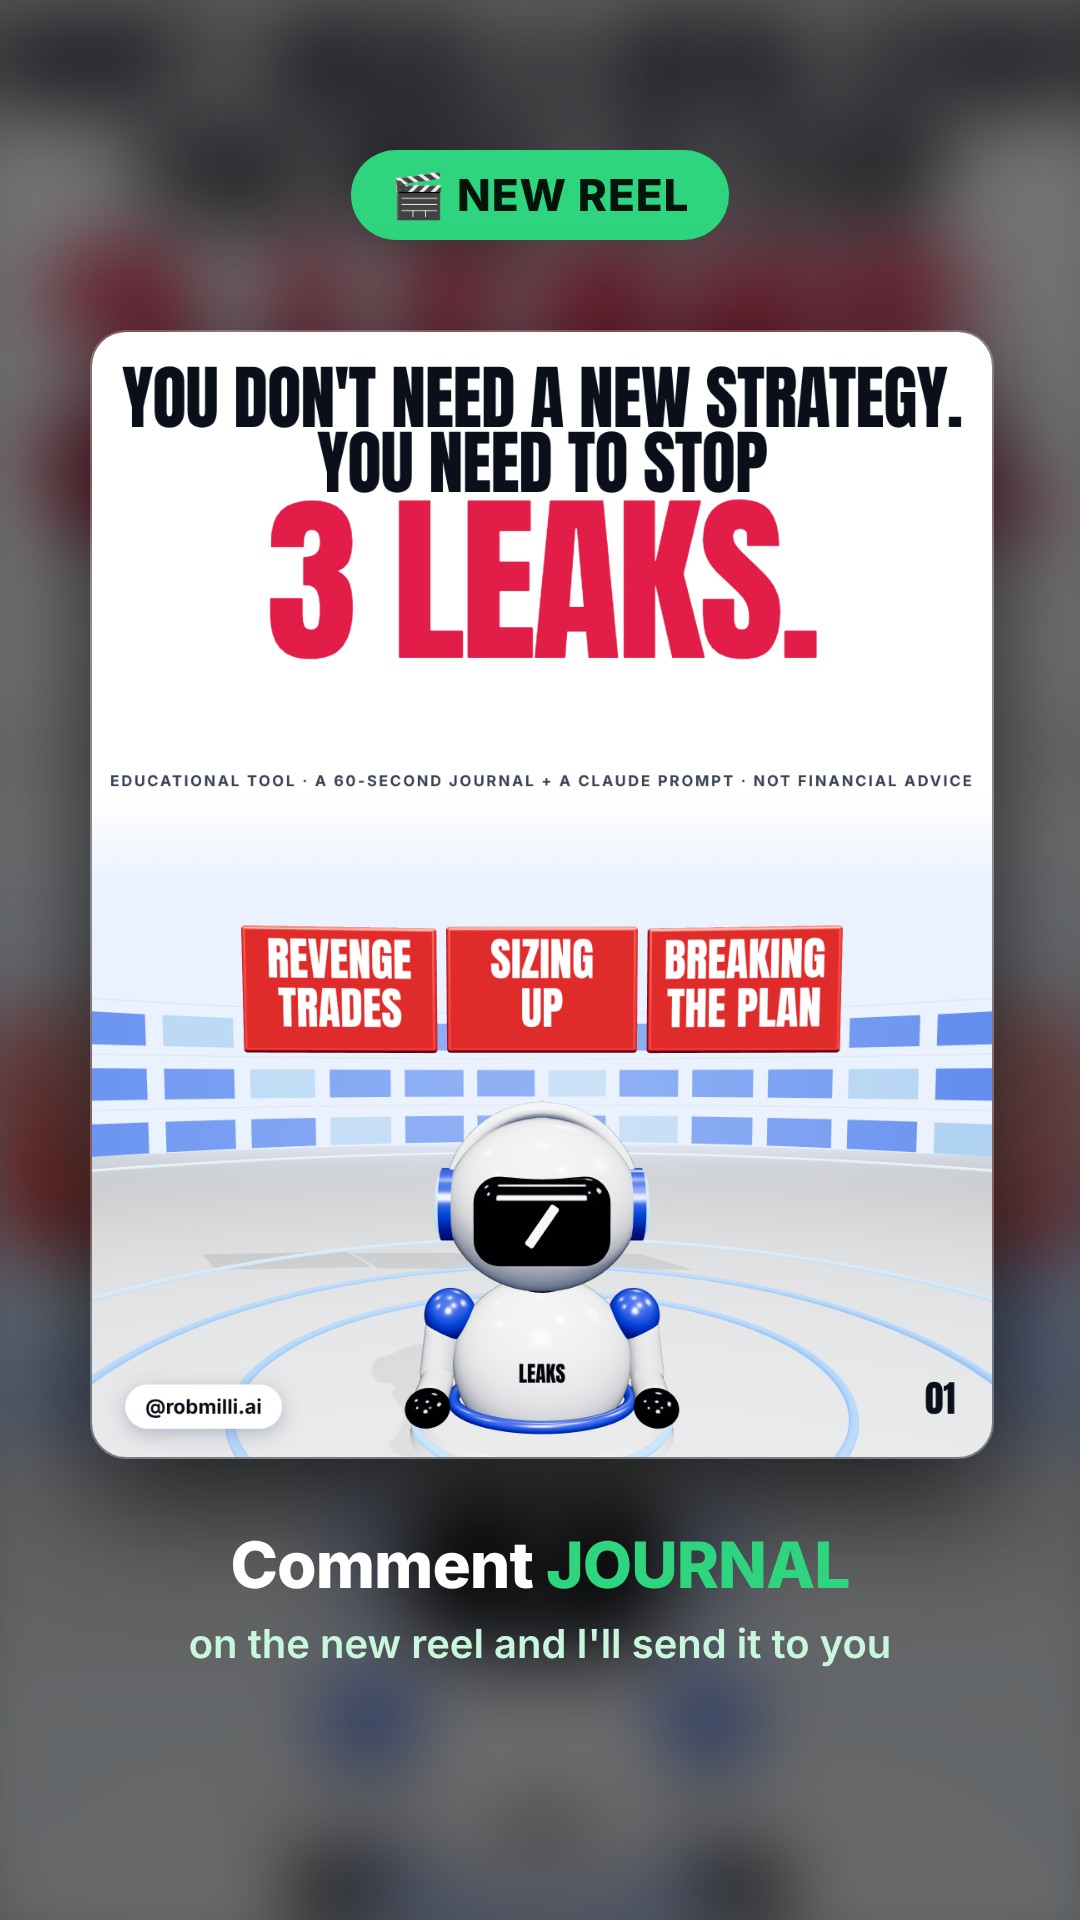 🎬 NEW REEL
YOU DON'T NEED A NEW STRATEGY.
YOU NEED TO STOP
3 LEAKS.
EDUCATIONAL TOOL · A 60-SECOND JOURNAL + A CLAUDE PROMPT · NOT FINANCIAL ADVICE
REVENGE
TRADES
SIZING
UP
BREAKING
THE PLAN
LEAKS
@robmilli.ai
01
Comment JOURNAL
on the new reel and I'll send it to you